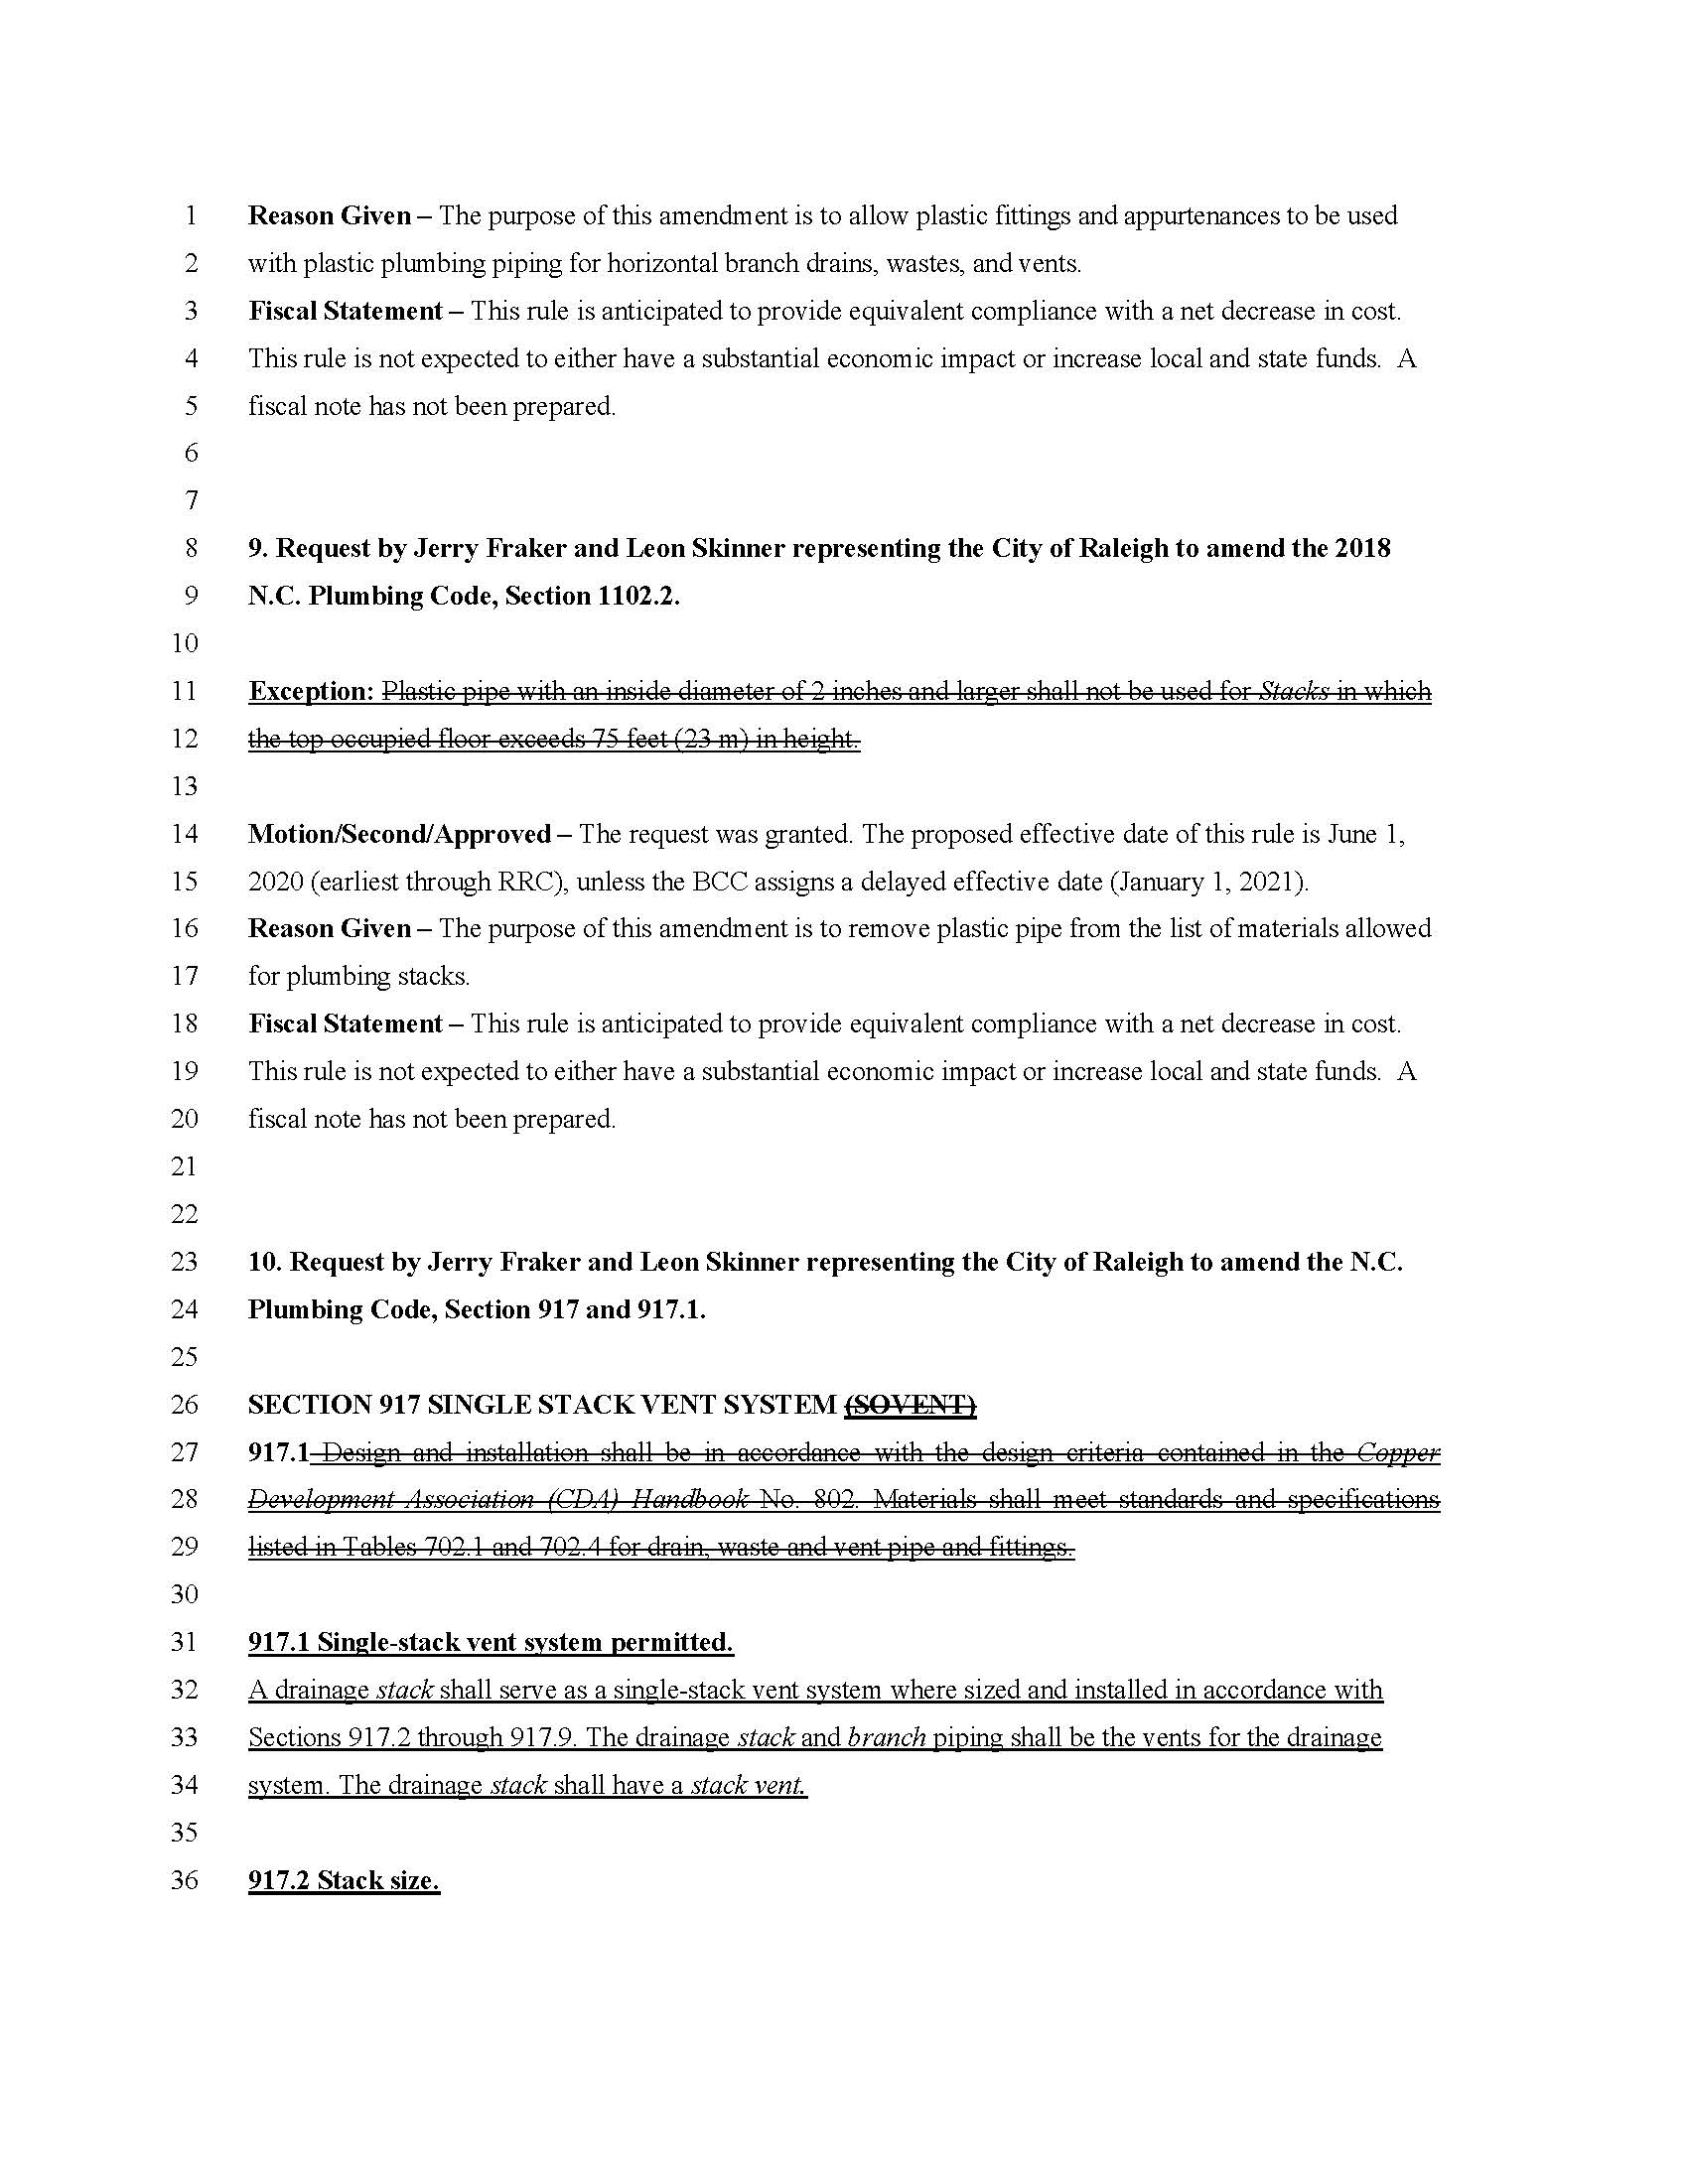 1 Reason Given – The purpose of this amendment is to allow plastic fittings and appurtenances to be used
2 with plastic plumbing piping for horizontal branch drains, wastes, and vents.
3 Fiscal Statement – This rule is anticipated to provide equivalent compliance with a net decrease in cost.
4 This rule is not expected to either have a substantial economic impact or increase local and state funds.  A
5 fiscal note has not been prepared.
6
7
8 9. Request by Jerry Fraker and Leon Skinner representing the City of Raleigh to amend the 2018
9 N.C. Plumbing Code, Section 1102.2.
10
11 Exception: Plastic pipe with an inside diameter of 2 inches and larger shall not be used for Stacks in which
12 the top occupied floor exceeds 75 feet (23 m) in height.
13
14 Motion/Second/Approved – The request was granted. The proposed effective date of this rule is June 1,
15 2020 (earliest through RRC), unless the BCC assigns a delayed effective date (January 1, 2021).
16 Reason Given – The purpose of this amendment is to remove plastic pipe from the list of materials allowed
17 for plumbing stacks.
18 Fiscal Statement – This rule is anticipated to provide equivalent compliance with a net decrease in cost.
19 This rule is not expected to either have a substantial economic impact or increase local and state funds.  A
20 fiscal note has not been prepared.
21
22
23 10. Request by Jerry Fraker and Leon Skinner representing the City of Raleigh to amend the N.C.
24 Plumbing Code, Section 917 and 917.1.
25
26 SECTION 917 SINGLE STACK VENT SYSTEM (SOVENT)
27 917.1 Design and installation shall be in accordance with the design criteria contained in the Copper
28 Development Association (CDA) Handbook No. 802. Materials shall meet standards and specifications
29 listed in Tables 702.1 and 702.4 for drain, waste and vent pipe and fittings.
30
31 917.1 Single-stack vent system permitted.
32 A drainage stack shall serve as a single-stack vent system where sized and installed in accordance with
33 Sections 917.2 through 917.9. The drainage stack and branch piping shall be the vents for the drainage
34 system. The drainage stack shall have a stack vent.
35
36 917.2 Stack size.